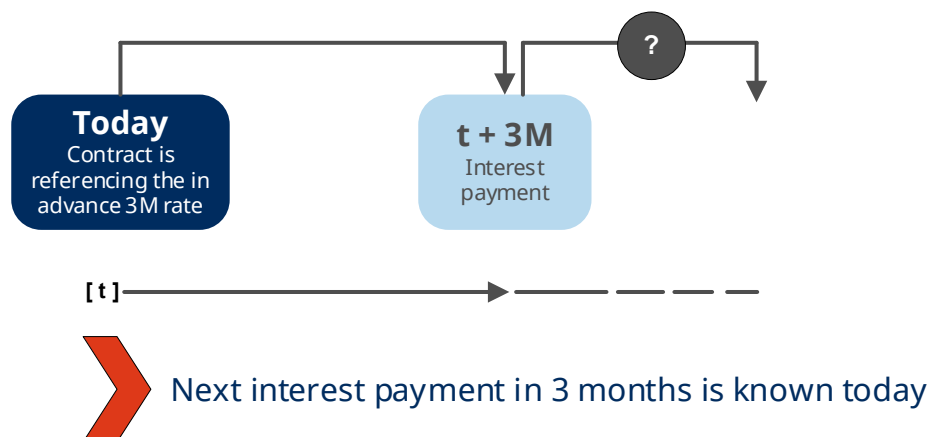 ?
Today
Contract is
referencing the in
advance 3M rate
t + 3M
Interest
payment
[ t ]
Next interest payment in 3 months is known today